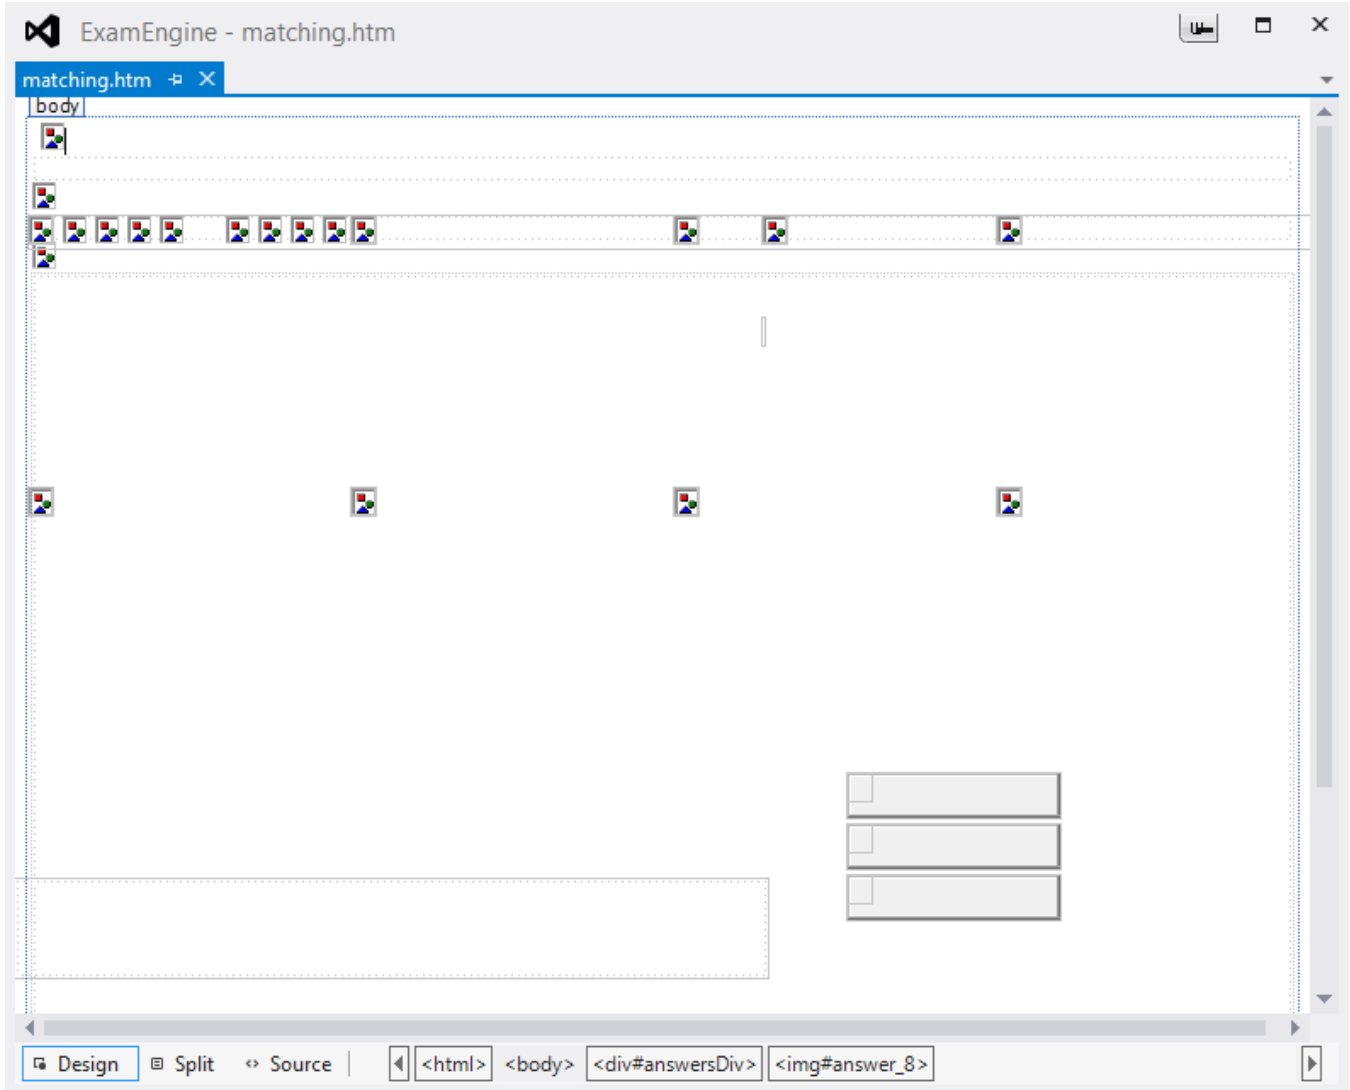 ExamEngine - matching.htm
matching.htm
body
Design Split Source <html> <body> <div#answersDiv> <img#answer_8>